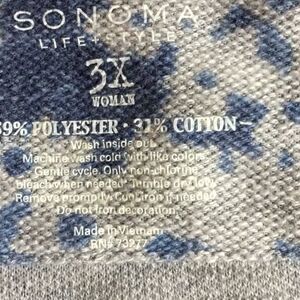 SONOMA
LIFE+ STYLE
3X
WOMAN
69% POLYESTER • 31% COTTON
Wash inside out.
Machine wash cold with like colors.
Gentle cycle. Only non-chlorine
bleach when needed. Tumble dry low.
Remove promptly. Cool iron if needed.
Do not iron decoration.
Made in Vietnam
RN# 73277